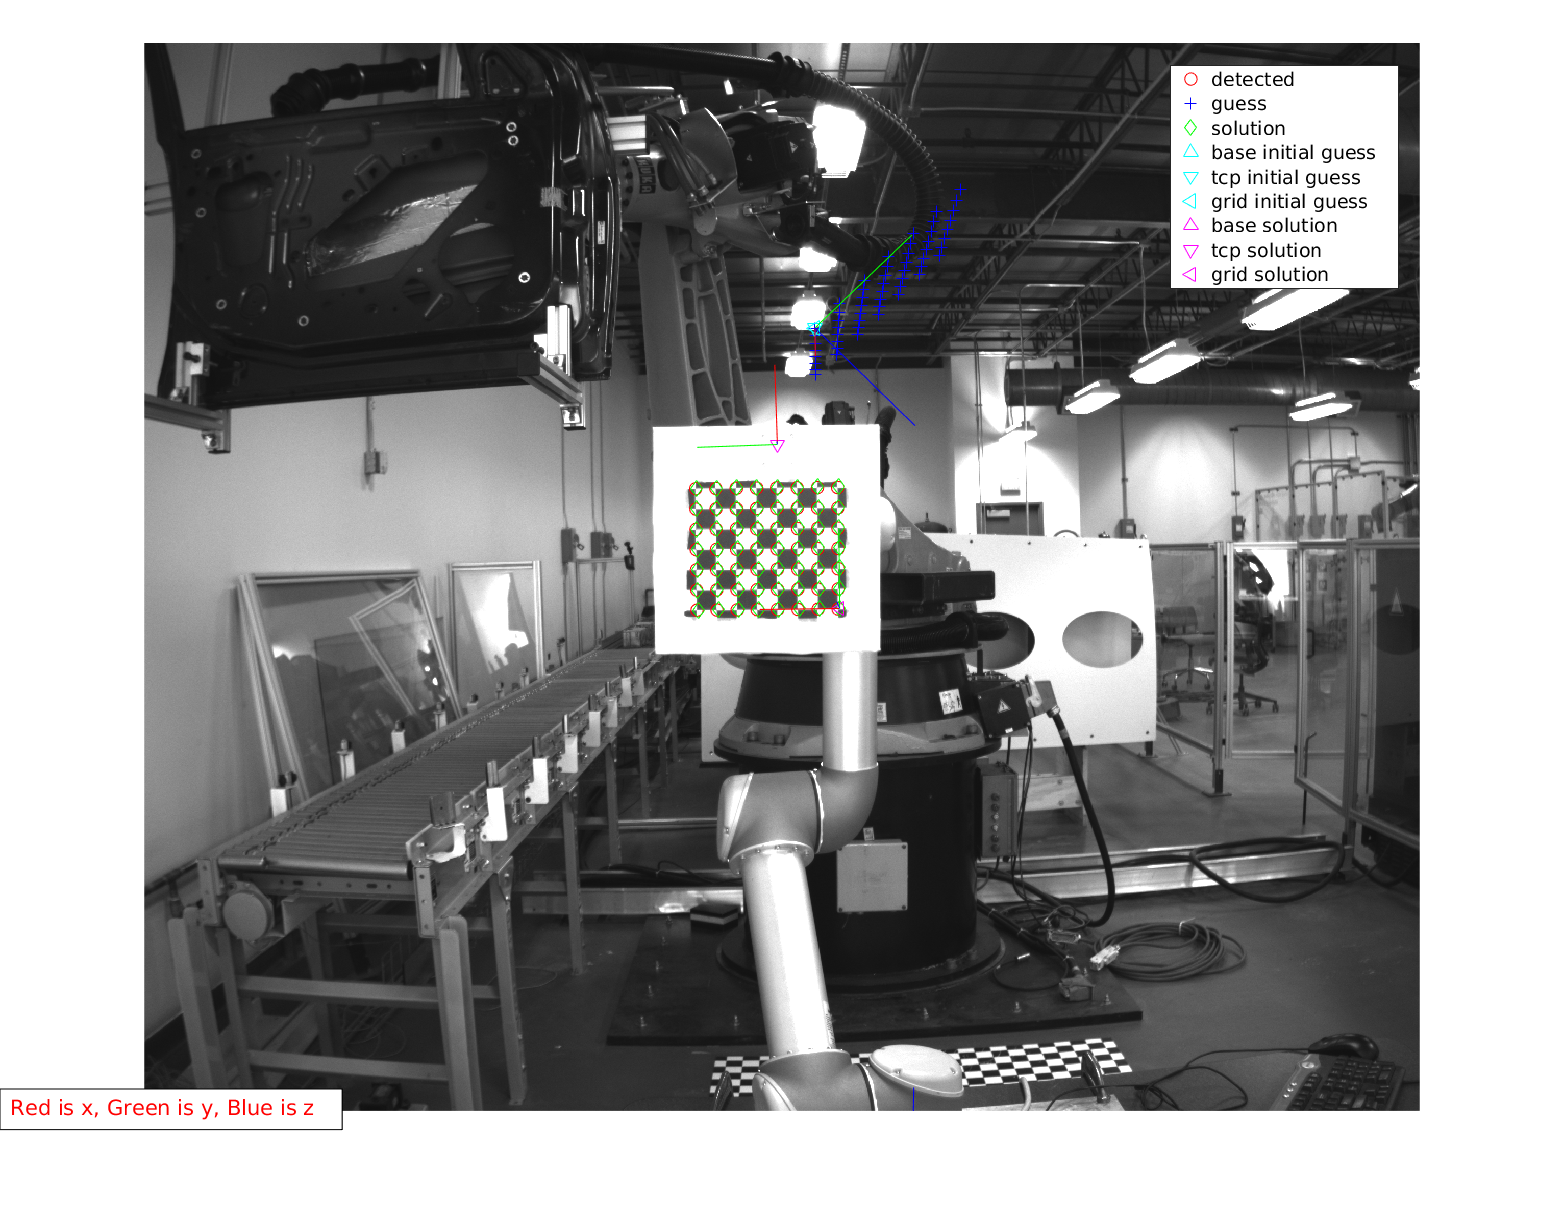 detected
guess
solution
base initial guess
tcp initial guess
grid initial guess
base solution
tcp solution
grid solution
Red is x, Green is y, Blue is z